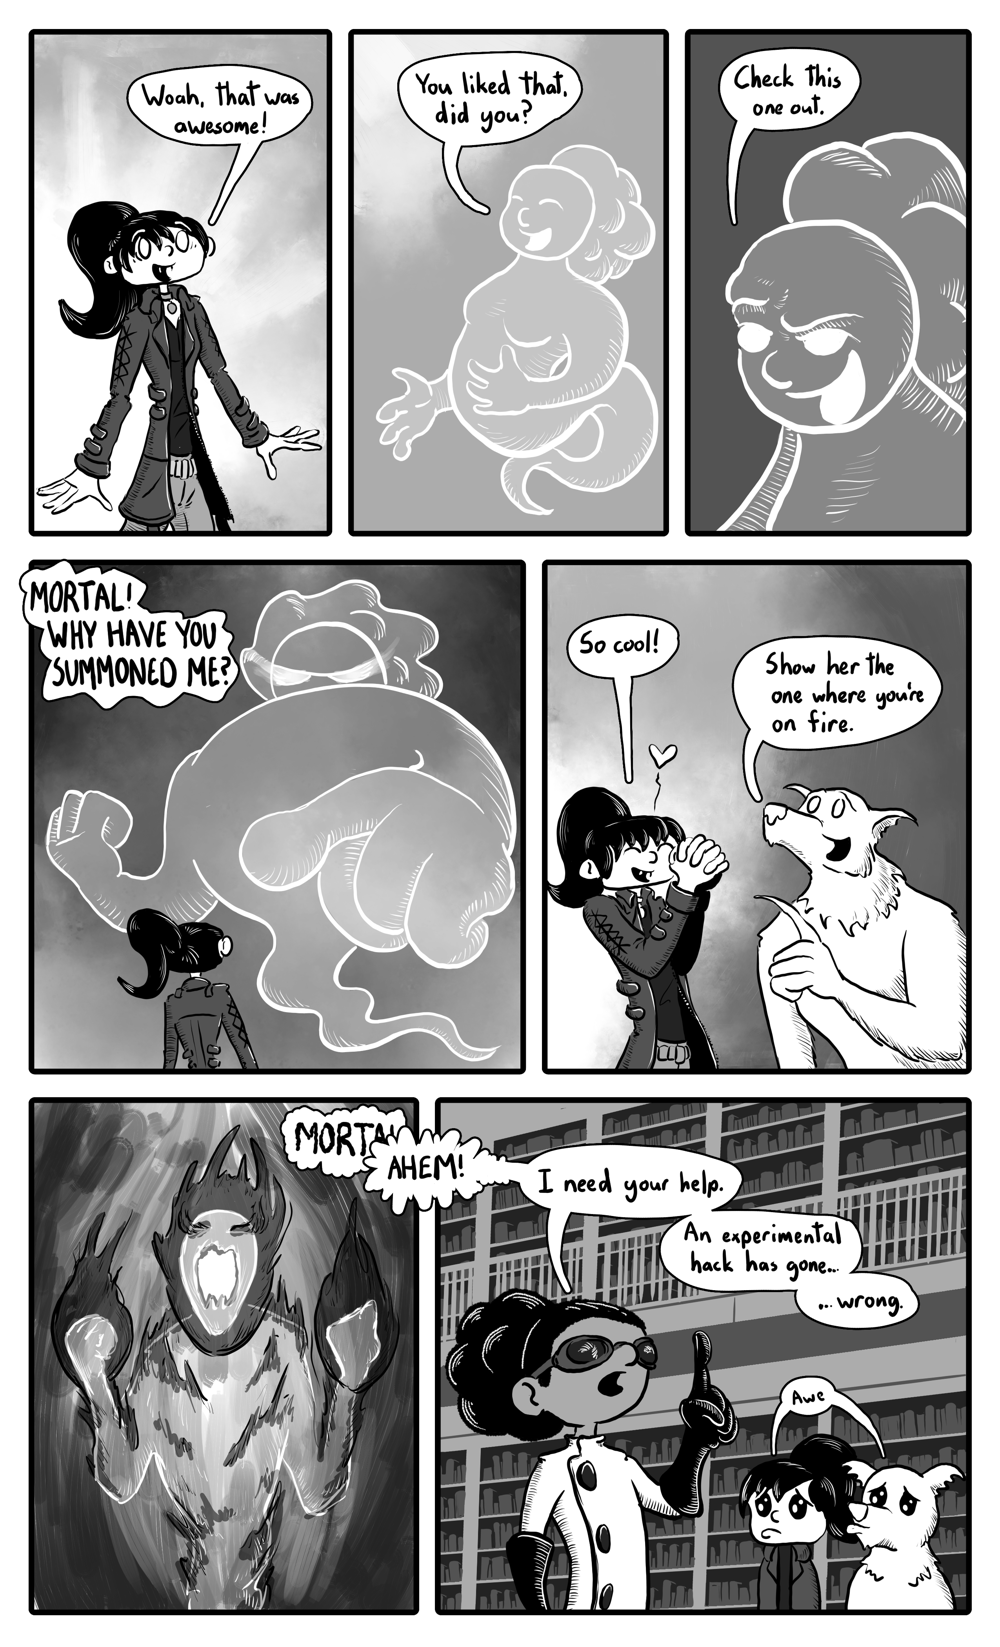 Woah, that was
awesome!
You liked that,
did you?
Check this
one out.
MORTAL!
WHY HAVE YOU
SUMMONED ME?
So cool!
Show her the
one where you're
on fire.
MORTA
AHEM!
I need your help.
An experimental
hack has gone...
...wrong.
Awe